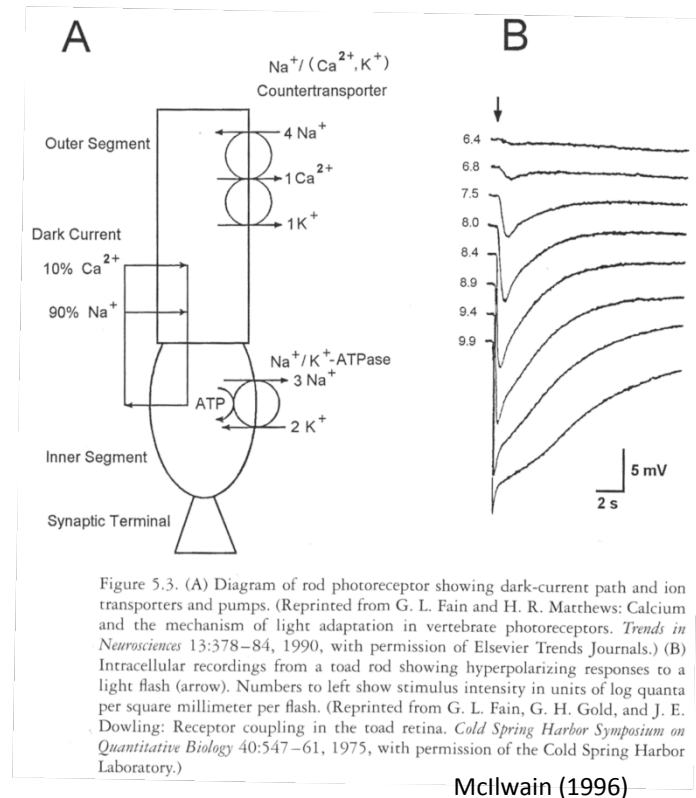 A
Na+/(Ca2+,K+)
Countertransporter
Outer Segment
4 Na+
1 Ca2+
1K+
Dark Current
10% Ca2+
90% Na+
Na+/K+-ATPase
3 Na+
ATP
2 K+
Inner Segment
Synaptic Terminal
B
6.4
6.8
7.5
8.0
8.4
8.9
9.4
9.9
5 mV
2 s
Figure 5.3. (A) Diagram of rod photoreceptor showing dark-current path and ion
transporters and pumps. (Reprinted from G. L. Fain and H. R. Matthews: Calcium
and the mechanism of light adaptation in vertebrate photoreceptors. Trends in
Neurosciences 13:378–84, 1990, with permission of Elsevier Trends Journals.) (B)
Intracellular recordings from a toad rod showing hyperpolarizing responses to a
light flash (arrow). Numbers to left show stimulus intensity in units of log quanta
per square millimeter per flash. (Reprinted from G. L. Fain, G. H. Gold, and J. E.
Dowling: Receptor coupling in the toad retina. Cold Spring Harbor Symposium on
Quantitative Biology 40:547–61, 1975, with permission of the Cold Spring Harbor
Laboratory.)
McIlwain (1996)